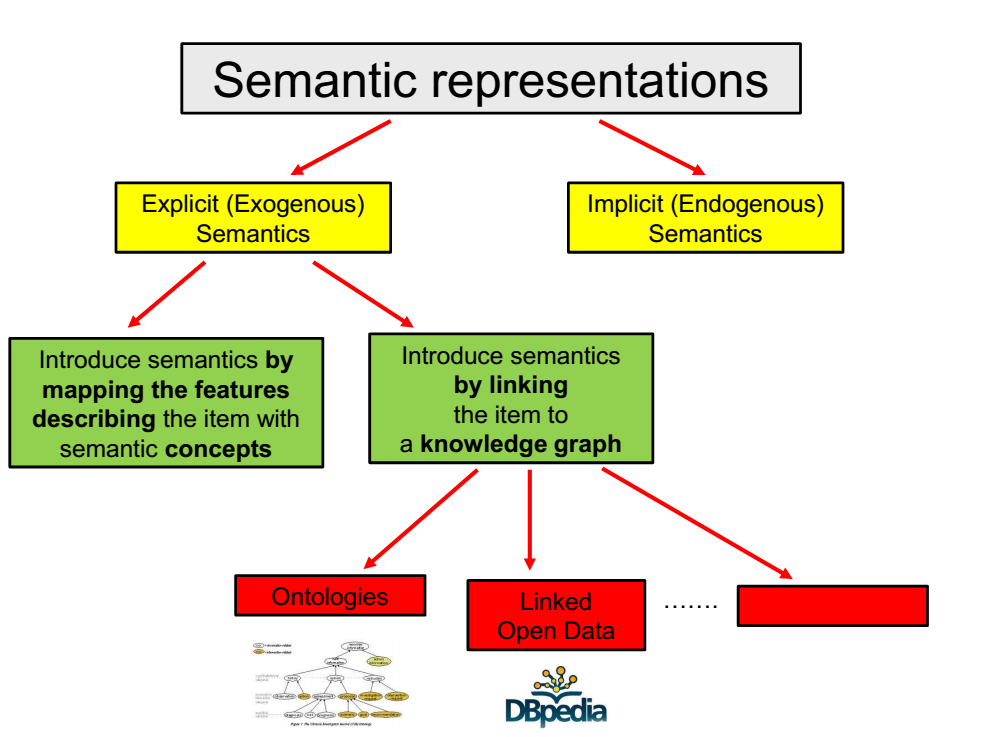 Semantic representations
Explicit (Exogenous)
Semantics
Implicit (Endogenous)
Semantics
Introduce semantics by
mapping the features
describing the item with
semantic concepts
Introduce semantics
by linking
the item to
a knowledge graph
Ontologies
Linked
Open Data
.......
DBpedia